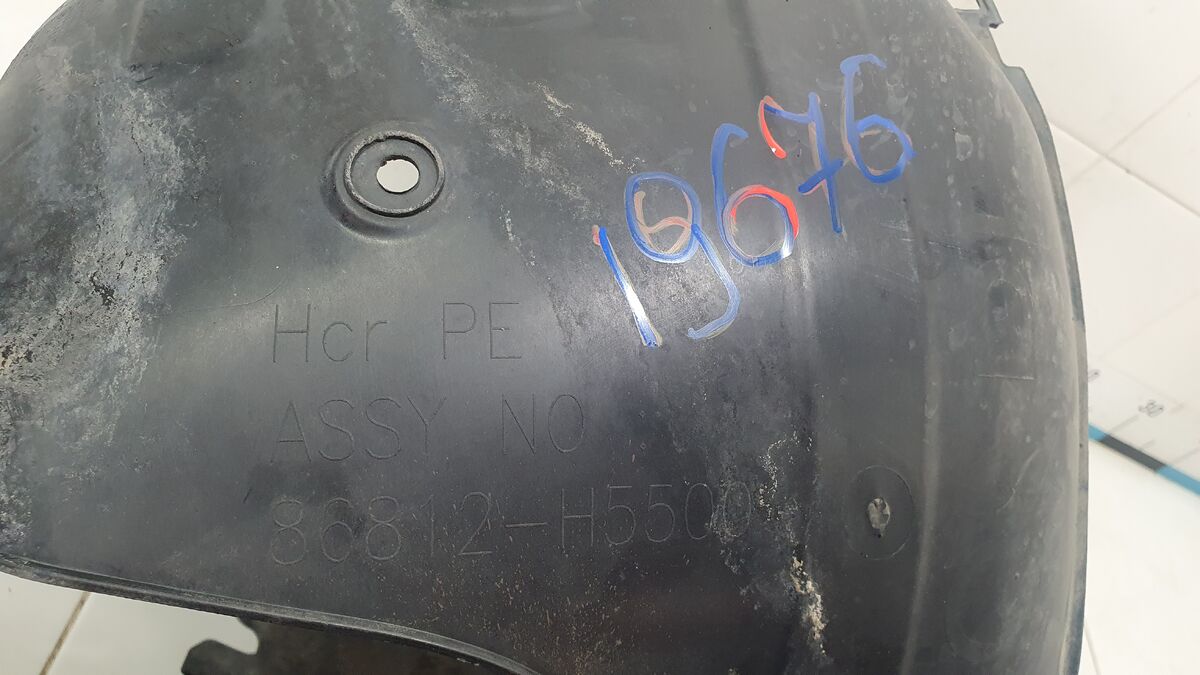 19676
Hcr PE
ASSY NO
86812-H5500